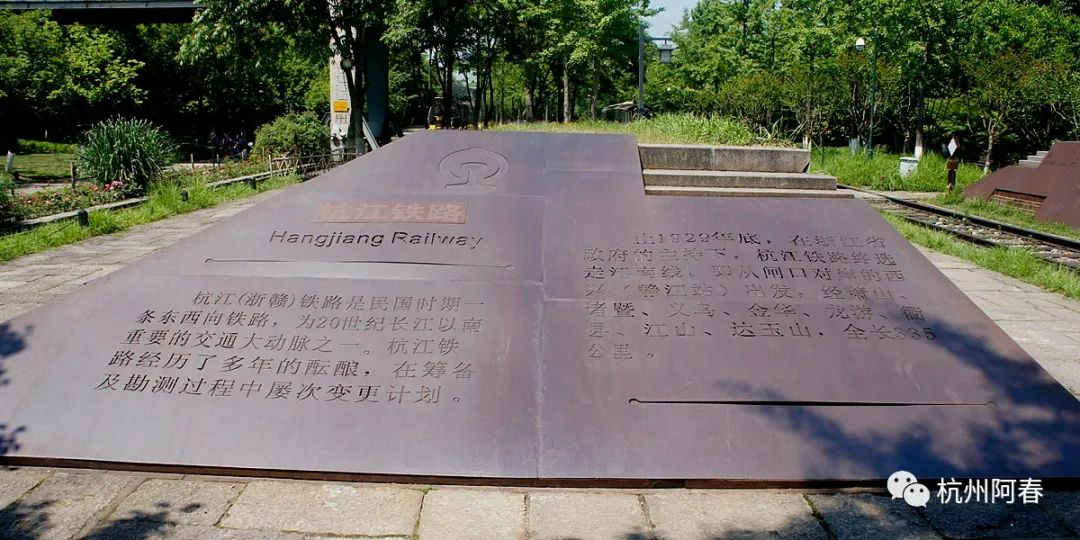 杭江铁路
Hangjiang Railway
杭江(浙赣)铁路是民国时期一
条东西向铁路，为20世纪长江以南
重要的交通大动脉之一。杭江铁
路经历了多年的酝酿，在筹备
及勘测过程中屡次变更计划。
止1929年底，在浙江省
政府的主持下，杭江铁路终选
走江南线。即从闸口对岸的西
兴（静江站）出发，经萧山、
诸暨、义乌、金华、龙游、衢
县、江山、达玉山，全长335
公里。
杭州阿春